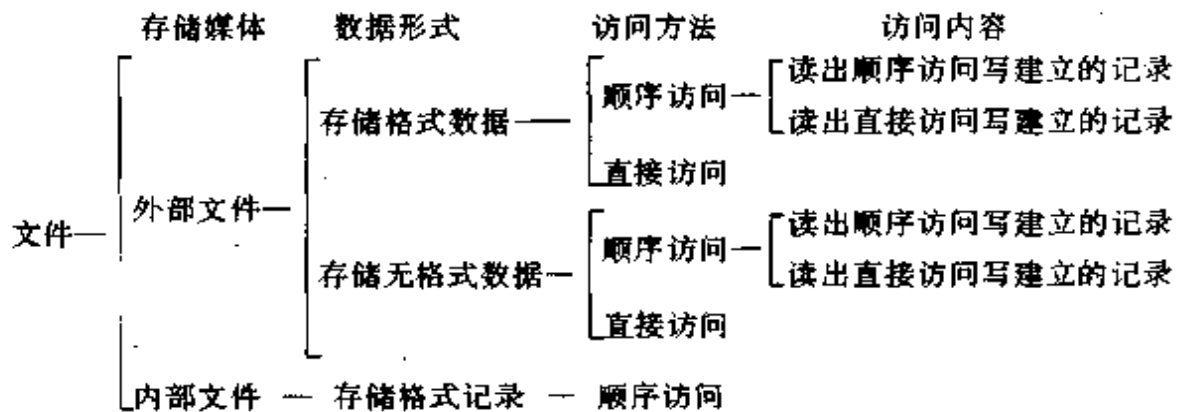 存储媒体 数据形式 访问方法 访问内容
读出顺序访问写建立的记录
顺序访问
存储格式数据 读出直接访问写建立的记录
直接访问
外部文件
文件 读出顺序访问写建立的记录
顺序访问
存储无格式数据 读出直接访问写建立的记录
直接访问
内部文件 — 存储格式记录 — 顺序访问